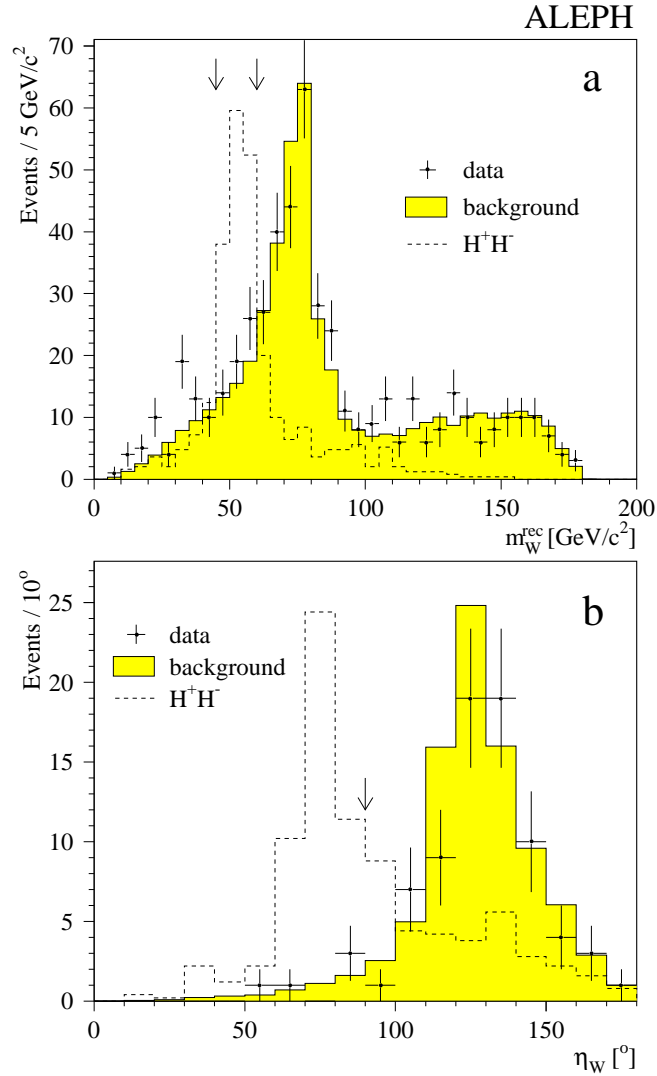 ALEPH
a
Events / 5 GeV/c²
70
60
50
40
30
20
10
0
data
background
H⁺H⁻
0 50 100 150 200
m_W^rec [GeV/c²]
b
Events / 10°
25
20
15
10
5
0
data
background
H⁺H⁻
0 50 100 150
η_W [°]